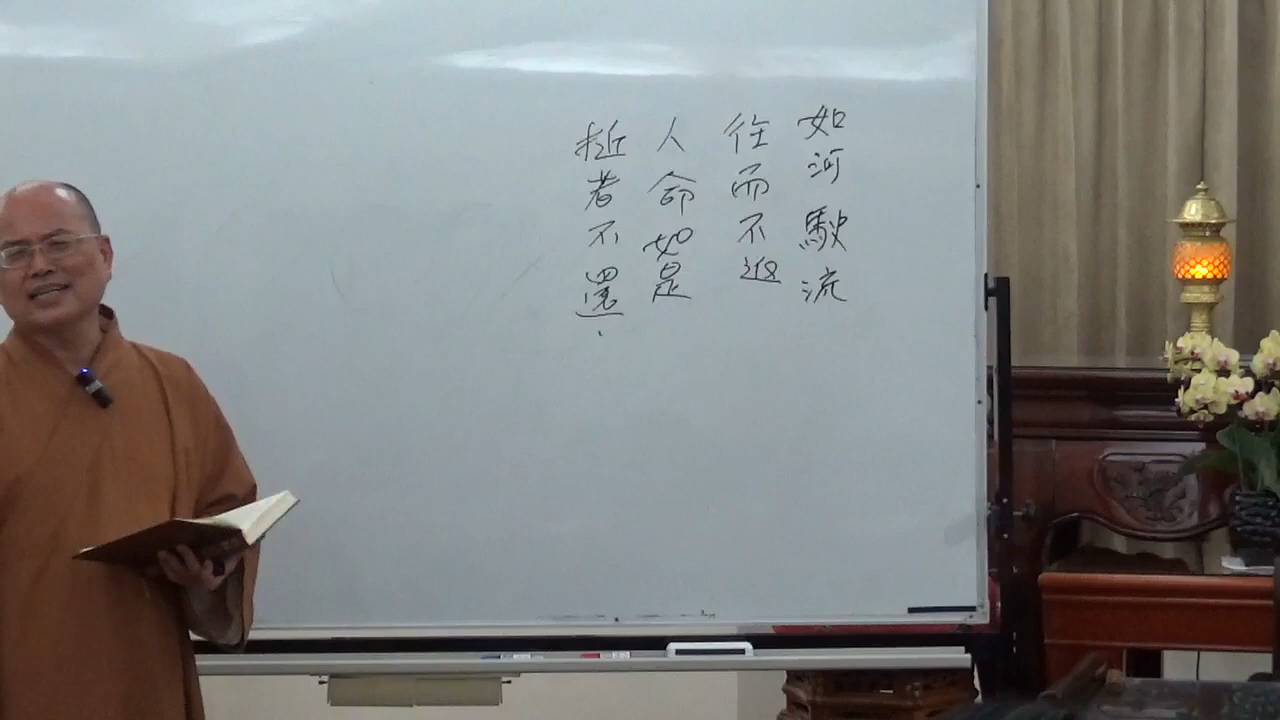 如河駛流
往而不返
人命如是
逝者不還.